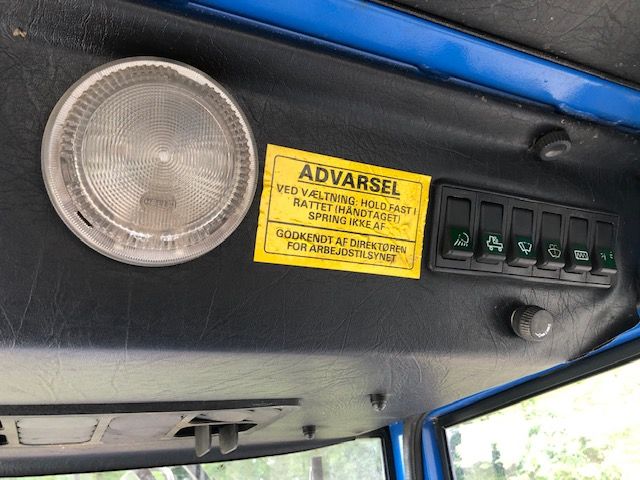 ADVARSEL
VED VÆLTNING: HOLD FAST I
RATTET (HÅNDTAGET)
SPRING IKKE AF
GODKENDT AF DIREKTØREN
FOR ARBEJDSTILSYNET